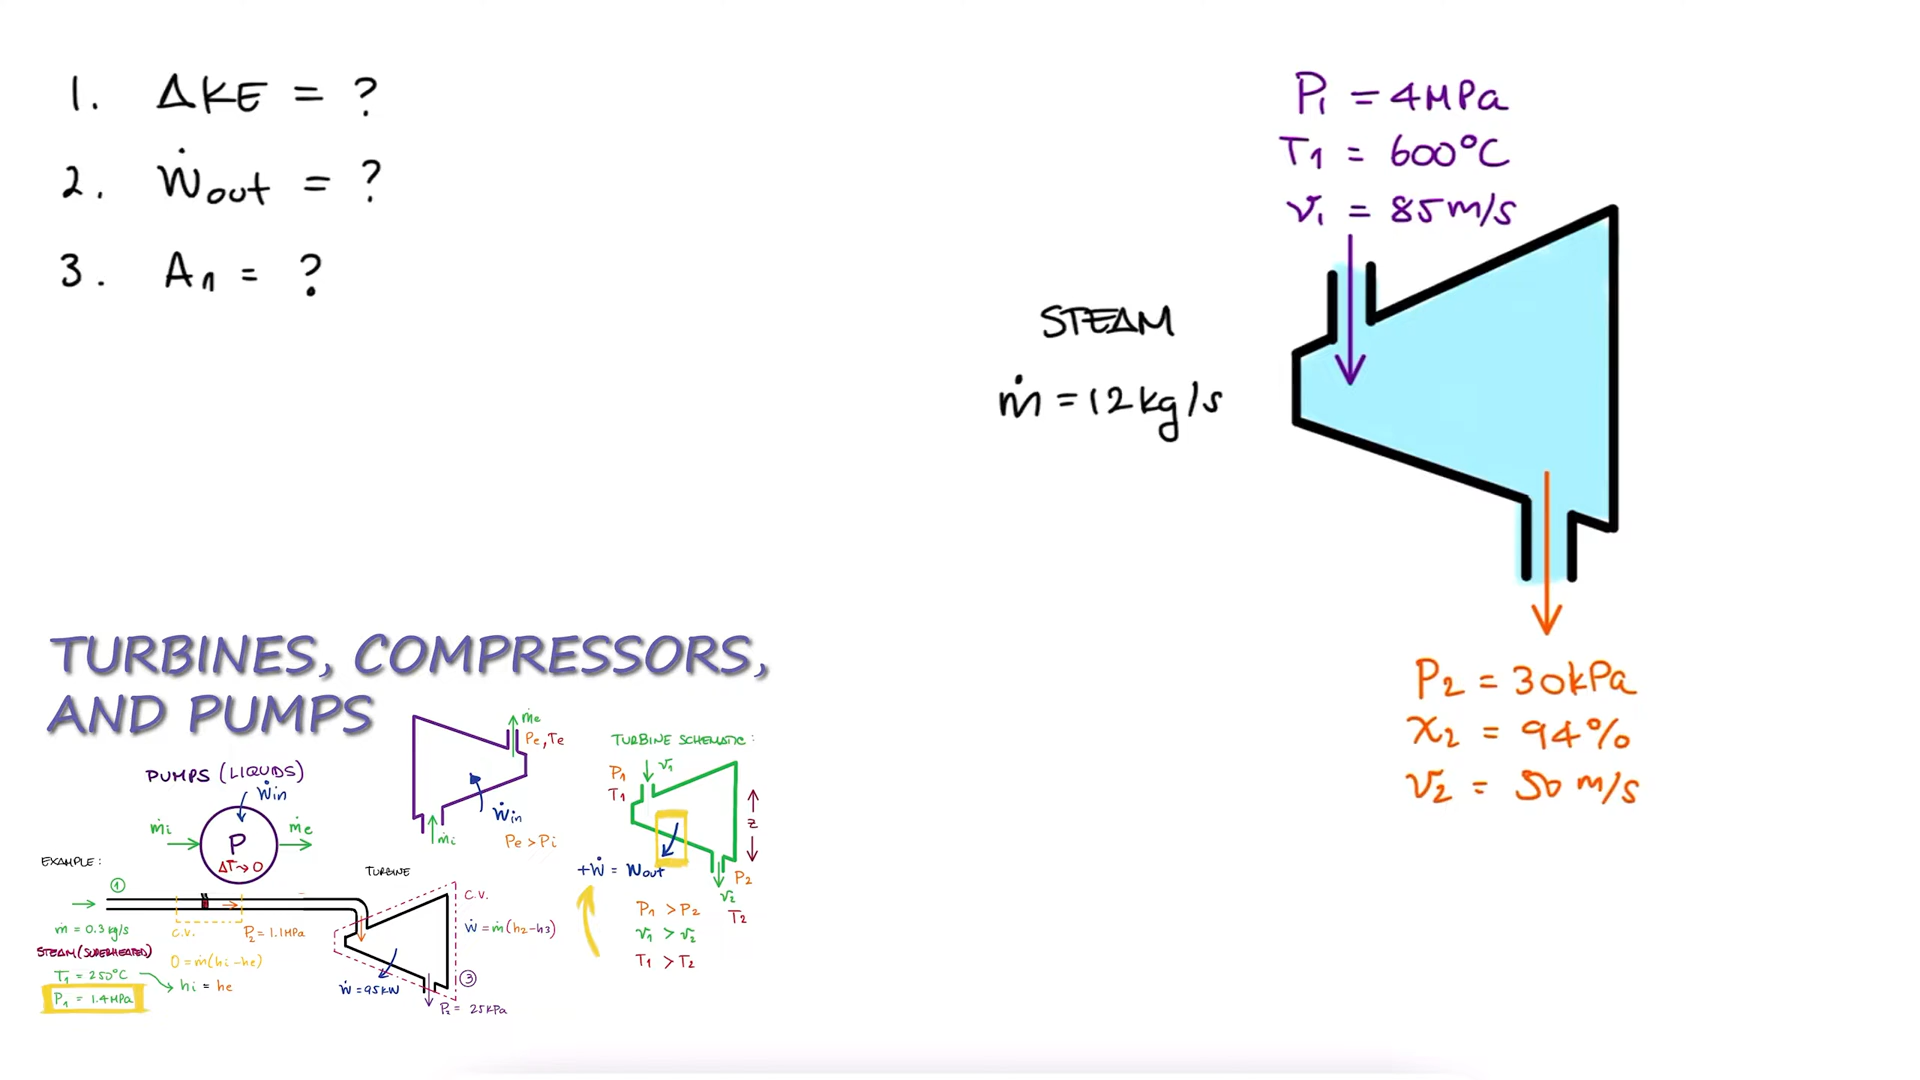 1. ΔKE = ?
2. Ẇout = ?
3. A1 = ?
P1 = 4MPa
T1 = 600°C
v1 = 85m/s
STEAM
ṁ = 12kg/s
P2 = 30kPa
x2 = 94%
v2 = 50 m/s
TURBINES, COMPRESSORS,
AND PUMPS
PUMPS (LIQUIDS)
Ẇin
ṁi
ṁe
P
ΔT→0
ṁe
Pe, Te
Ẇin
ṁi
Pe > Pi
TURBINE SCHEMATIC:
P1
T1
v1
z
+Ẇ = Wout
P2
v2
T2
P1 > P2
v1 > v2
T1 > T2
EXAMPLE:
1
ṁ = 0.3 kg/s
STEAM (SUPERHEATED)
T1 = 250°C
P1 = 1.4MPa
C.V.
P2 = 1.1MPa
0 = ṁ(hi-he)
hi = he
TURBINE
C.V.
Ẇ = ṁ(h2-h3)
3
Ẇ = 95kW
P2 = 25kPa